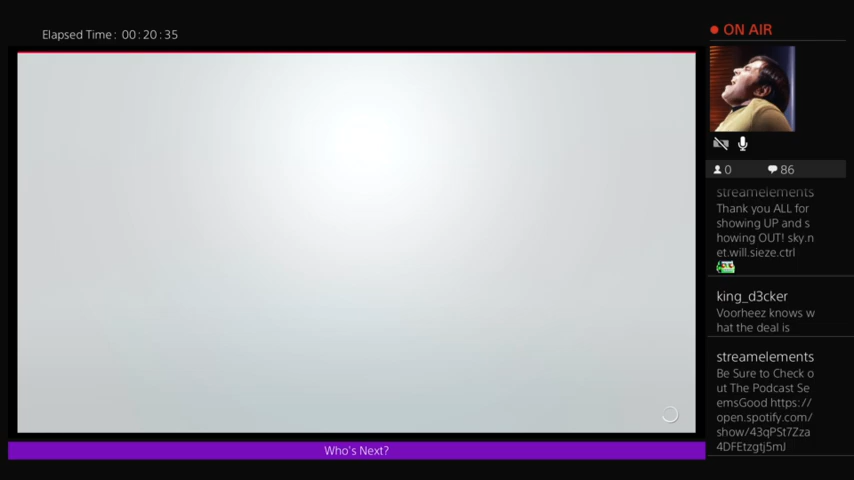 Elapsed Time: 00:20:35
ON AIR
0 86
streamelements
Thank you ALL for
showing UP and s
howing OUT! sky.n
et.will.sieze.ctrl
king_d3cker
Voorheez knows w
hat the deal is
streamelements
Be Sure to Check o
ut The Podcast Se
emsGood https://
open.spotify.com/
show/43qPSt7Zza
4DFEtzgtj5mJ
Who's Next?